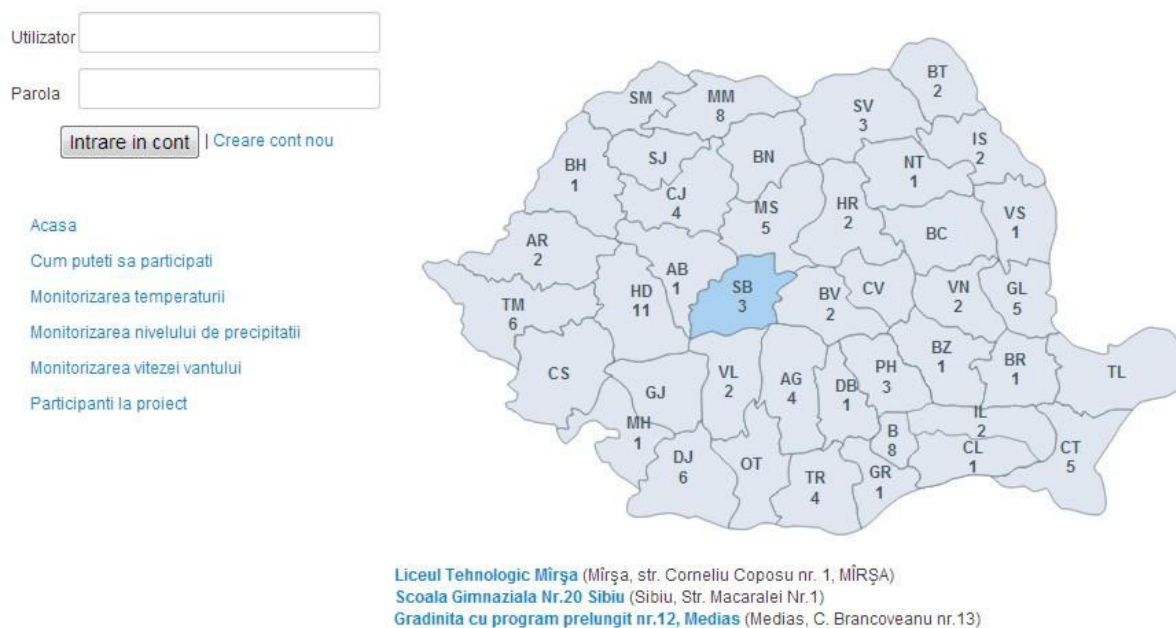 Utilizator
Parola
Intrare in cont | Creare cont nou
Acasa
Cum puteti sa participati
Monitorizarea temperaturii
Monitorizarea nivelului de precipitatii
Monitorizarea vitezei vantului
Participanti la proiect
BT
2
SM
MM
8
SV
3
IS
2
BH
1
SJ
BN
NT
1
CJ
4
MS
5
HR
2
VS
1
BC
AR
2
AB
1
SB
3
CV
BV
2
VN
2
GL
5
HD
11
TM
6
CS
GJ
VL
2
AG
4
DB
1
PH
3
BZ
1
BR
1
TL
MH
1
IL
2
B
8
CL
1
CT
5
DJ
6
OT
TR
4
GR
1
Liceul Tehnologic Mîrşa (Mîrşa, str. Corneliu Coposu nr. 1, MÎRŞA)
Scoala Gimnaziala Nr.20 Sibiu (Sibiu, Str. Macaralei Nr.1)
Gradinita cu program prelungit nr.12, Medias (Medias, C. Brancoveanu nr.13)